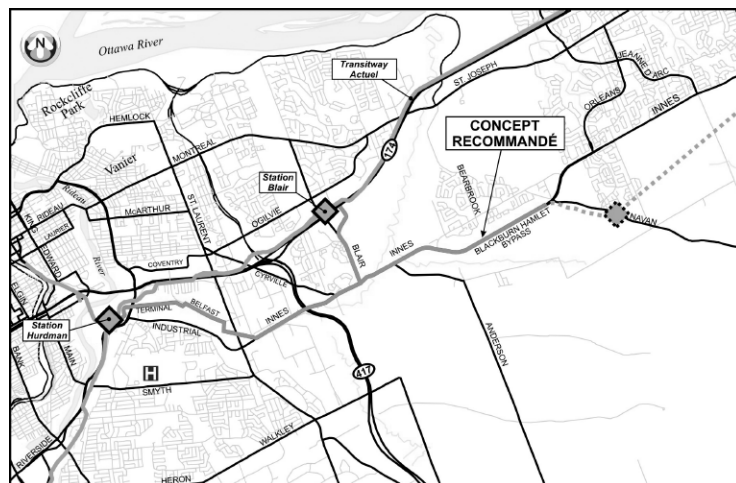 N
Ottawa River
Transitway
Actuel
ST. JOSEPH
JEANNE D'ARC
Rockcliffe
Park
HEMLOCK
ORLEANS
INNES
174
CONCEPT
RECOMMANDÉ
Vanier
MONTREAL
Station
Blair
BEARBROOK
Rideau
River
RIDEAU
McARTHUR
ST. LAURENT
OGILVIE
KING
EDWARD
LAURIER
NAVAN
BLACKBURN HAMLET
BYPASS
BLAIR
INNES
COVENTRY
CYRVILLE
ELGIN
TERMINAL
BELFAST
INNES
Station
Hurdman
INDUSTRIAL
ANDERSON
MAIN
BANK
H
417
SMYTH
RIVERSIDE
WALKLEY
HERON